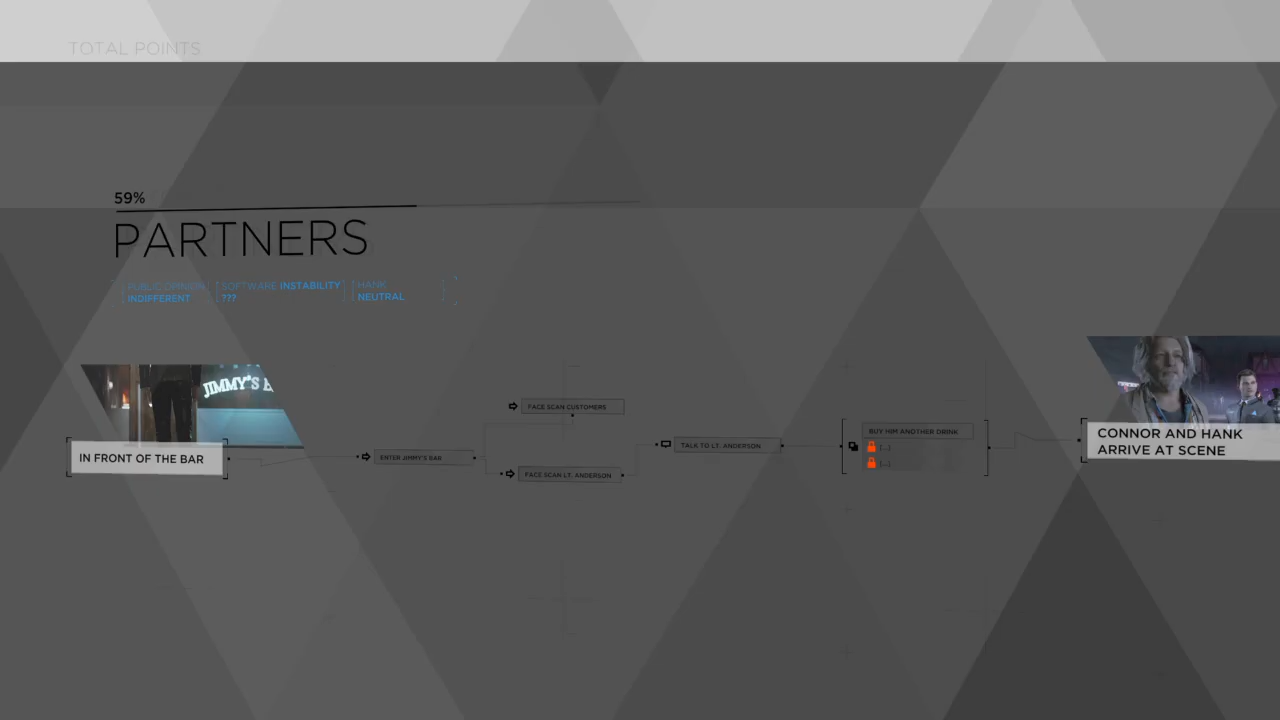 TOTAL POINTS
59%
PARTNERS
PUBLIC OPINION
INDIFFERENT
SOFTWARE INSTABILITY
???
HANK
NEUTRAL
JIMMY'S B
IN FRONT OF THE BAR
ENTER JIMMY'S BAR
FACE SCAN CUSTOMERS
FACE SCAN LT. ANDERSON
TALK TO LT. ANDERSON
BUY HIM ANOTHER DRINK
[...]
[...]
CONNOR AND HANK
ARRIVE AT SCENE